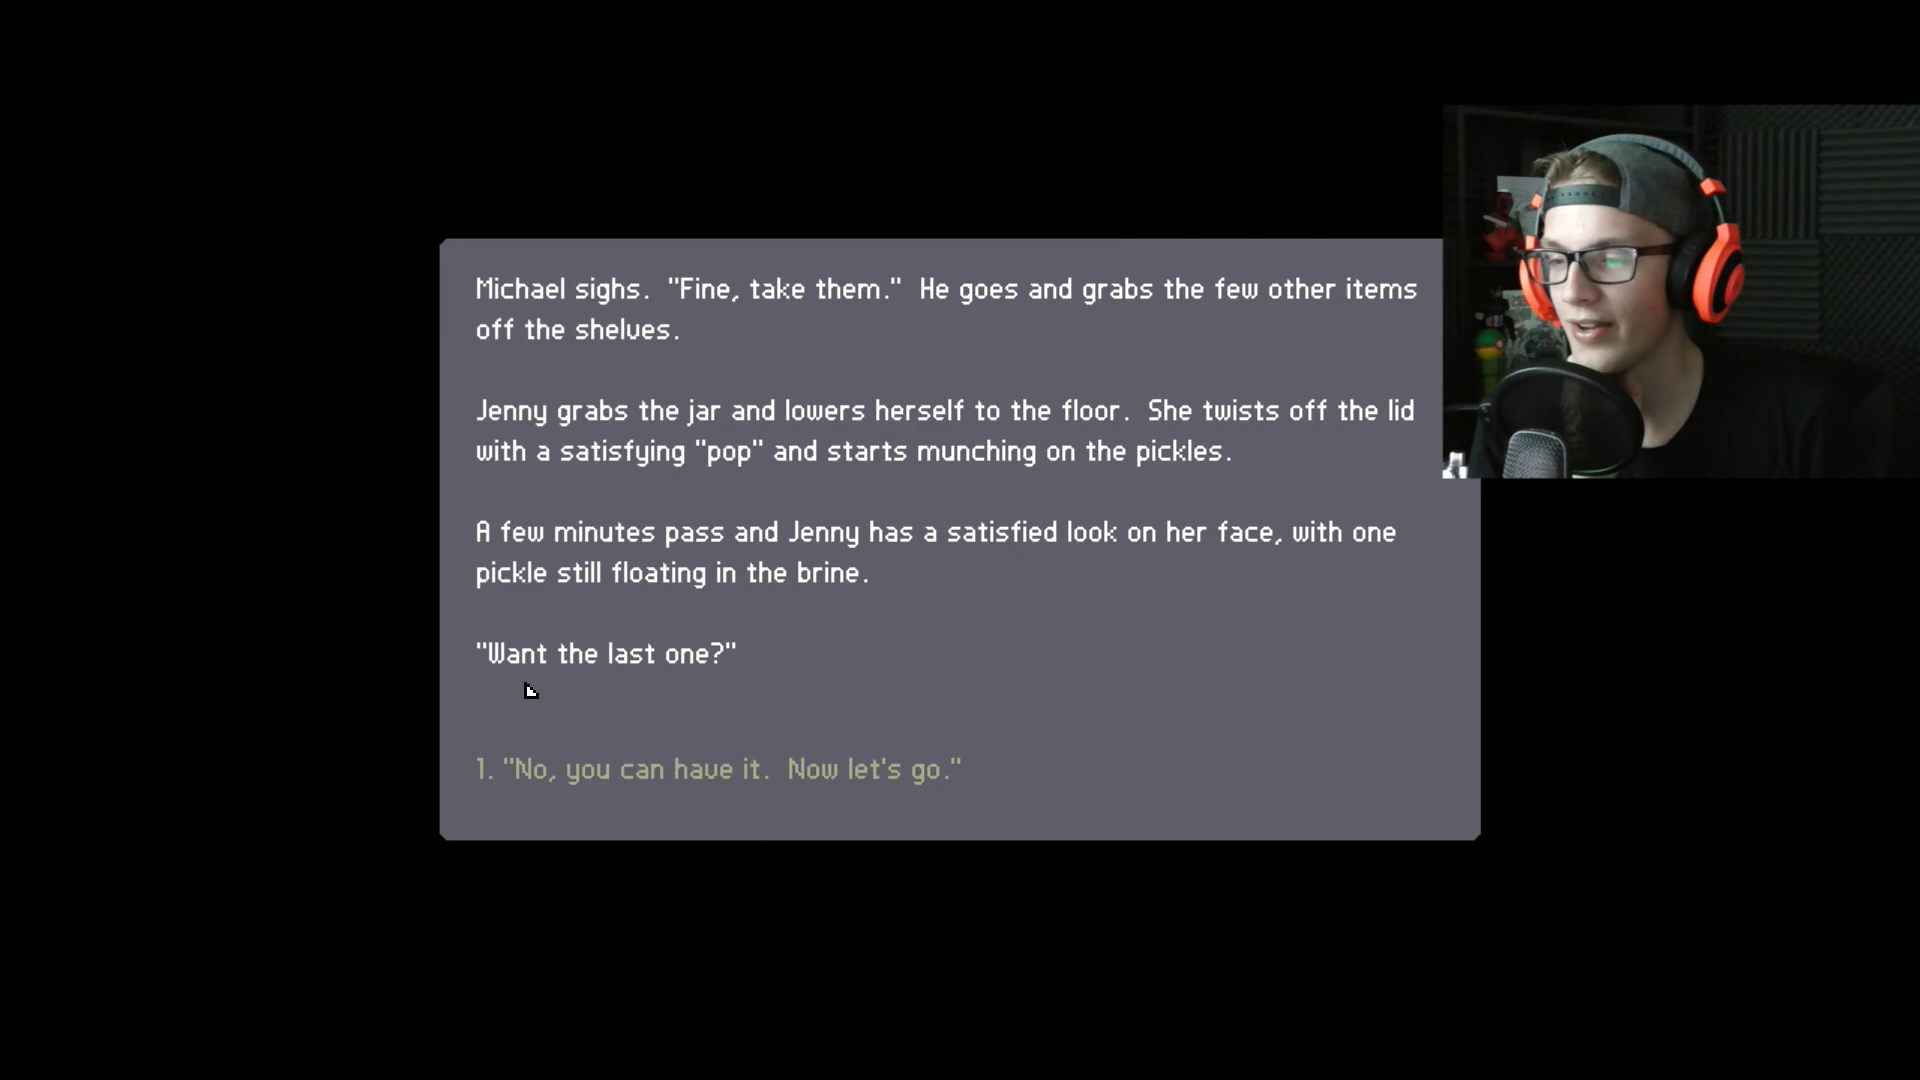 Michael sighs.  "Fine, take them."  He goes and grabs the few other items
off the shelves.
Jenny grabs the jar and lowers herself to the floor.  She twists off the lid
with a satisfying "pop" and starts munching on the pickles.
A few minutes pass and Jenny has a satisfied look on her face, with one
pickle still floating in the brine.
"Want the last one?"
1. "No, you can have it.  Now let's go."